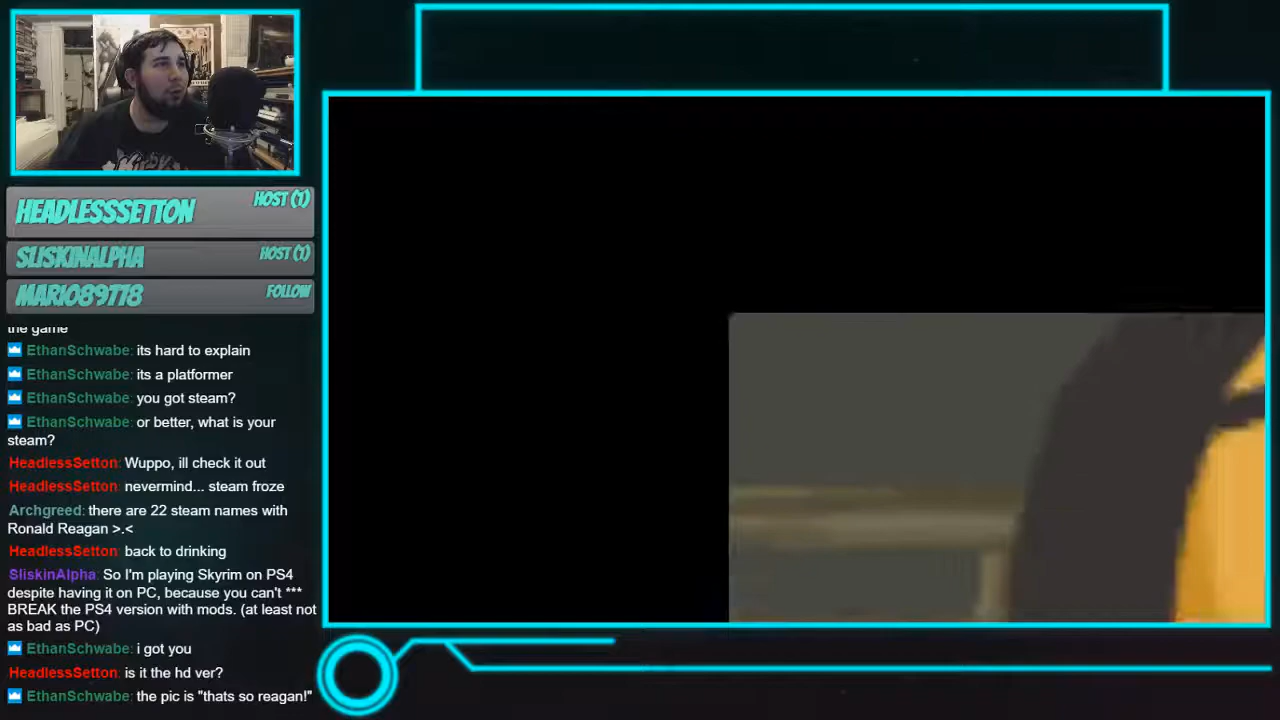 HEADLESSSETTON HOST (1)
SLISKINALPHA HOST (1)
MARIO89778 FOLLOW
the game
EthanSchwabe: its hard to explain
EthanSchwabe: its a platformer
EthanSchwabe: you got steam?
EthanSchwabe: or better, what is your
steam?
HeadlessSetton: Wuppo, ill check it out
HeadlessSetton: nevermind... steam froze
Archgreed: there are 22 steam names with
Ronald Reagan >.<
HeadlessSetton: back to drinking
SliskinAlpha: So I'm playing Skyrim on PS4
despite having it on PC, because you can't ***
BREAK the PS4 version with mods. (at least not
as bad as PC)
EthanSchwabe: i got you
HeadlessSetton: is it the hd ver?
EthanSchwabe: the pic is "thats so reagan!"